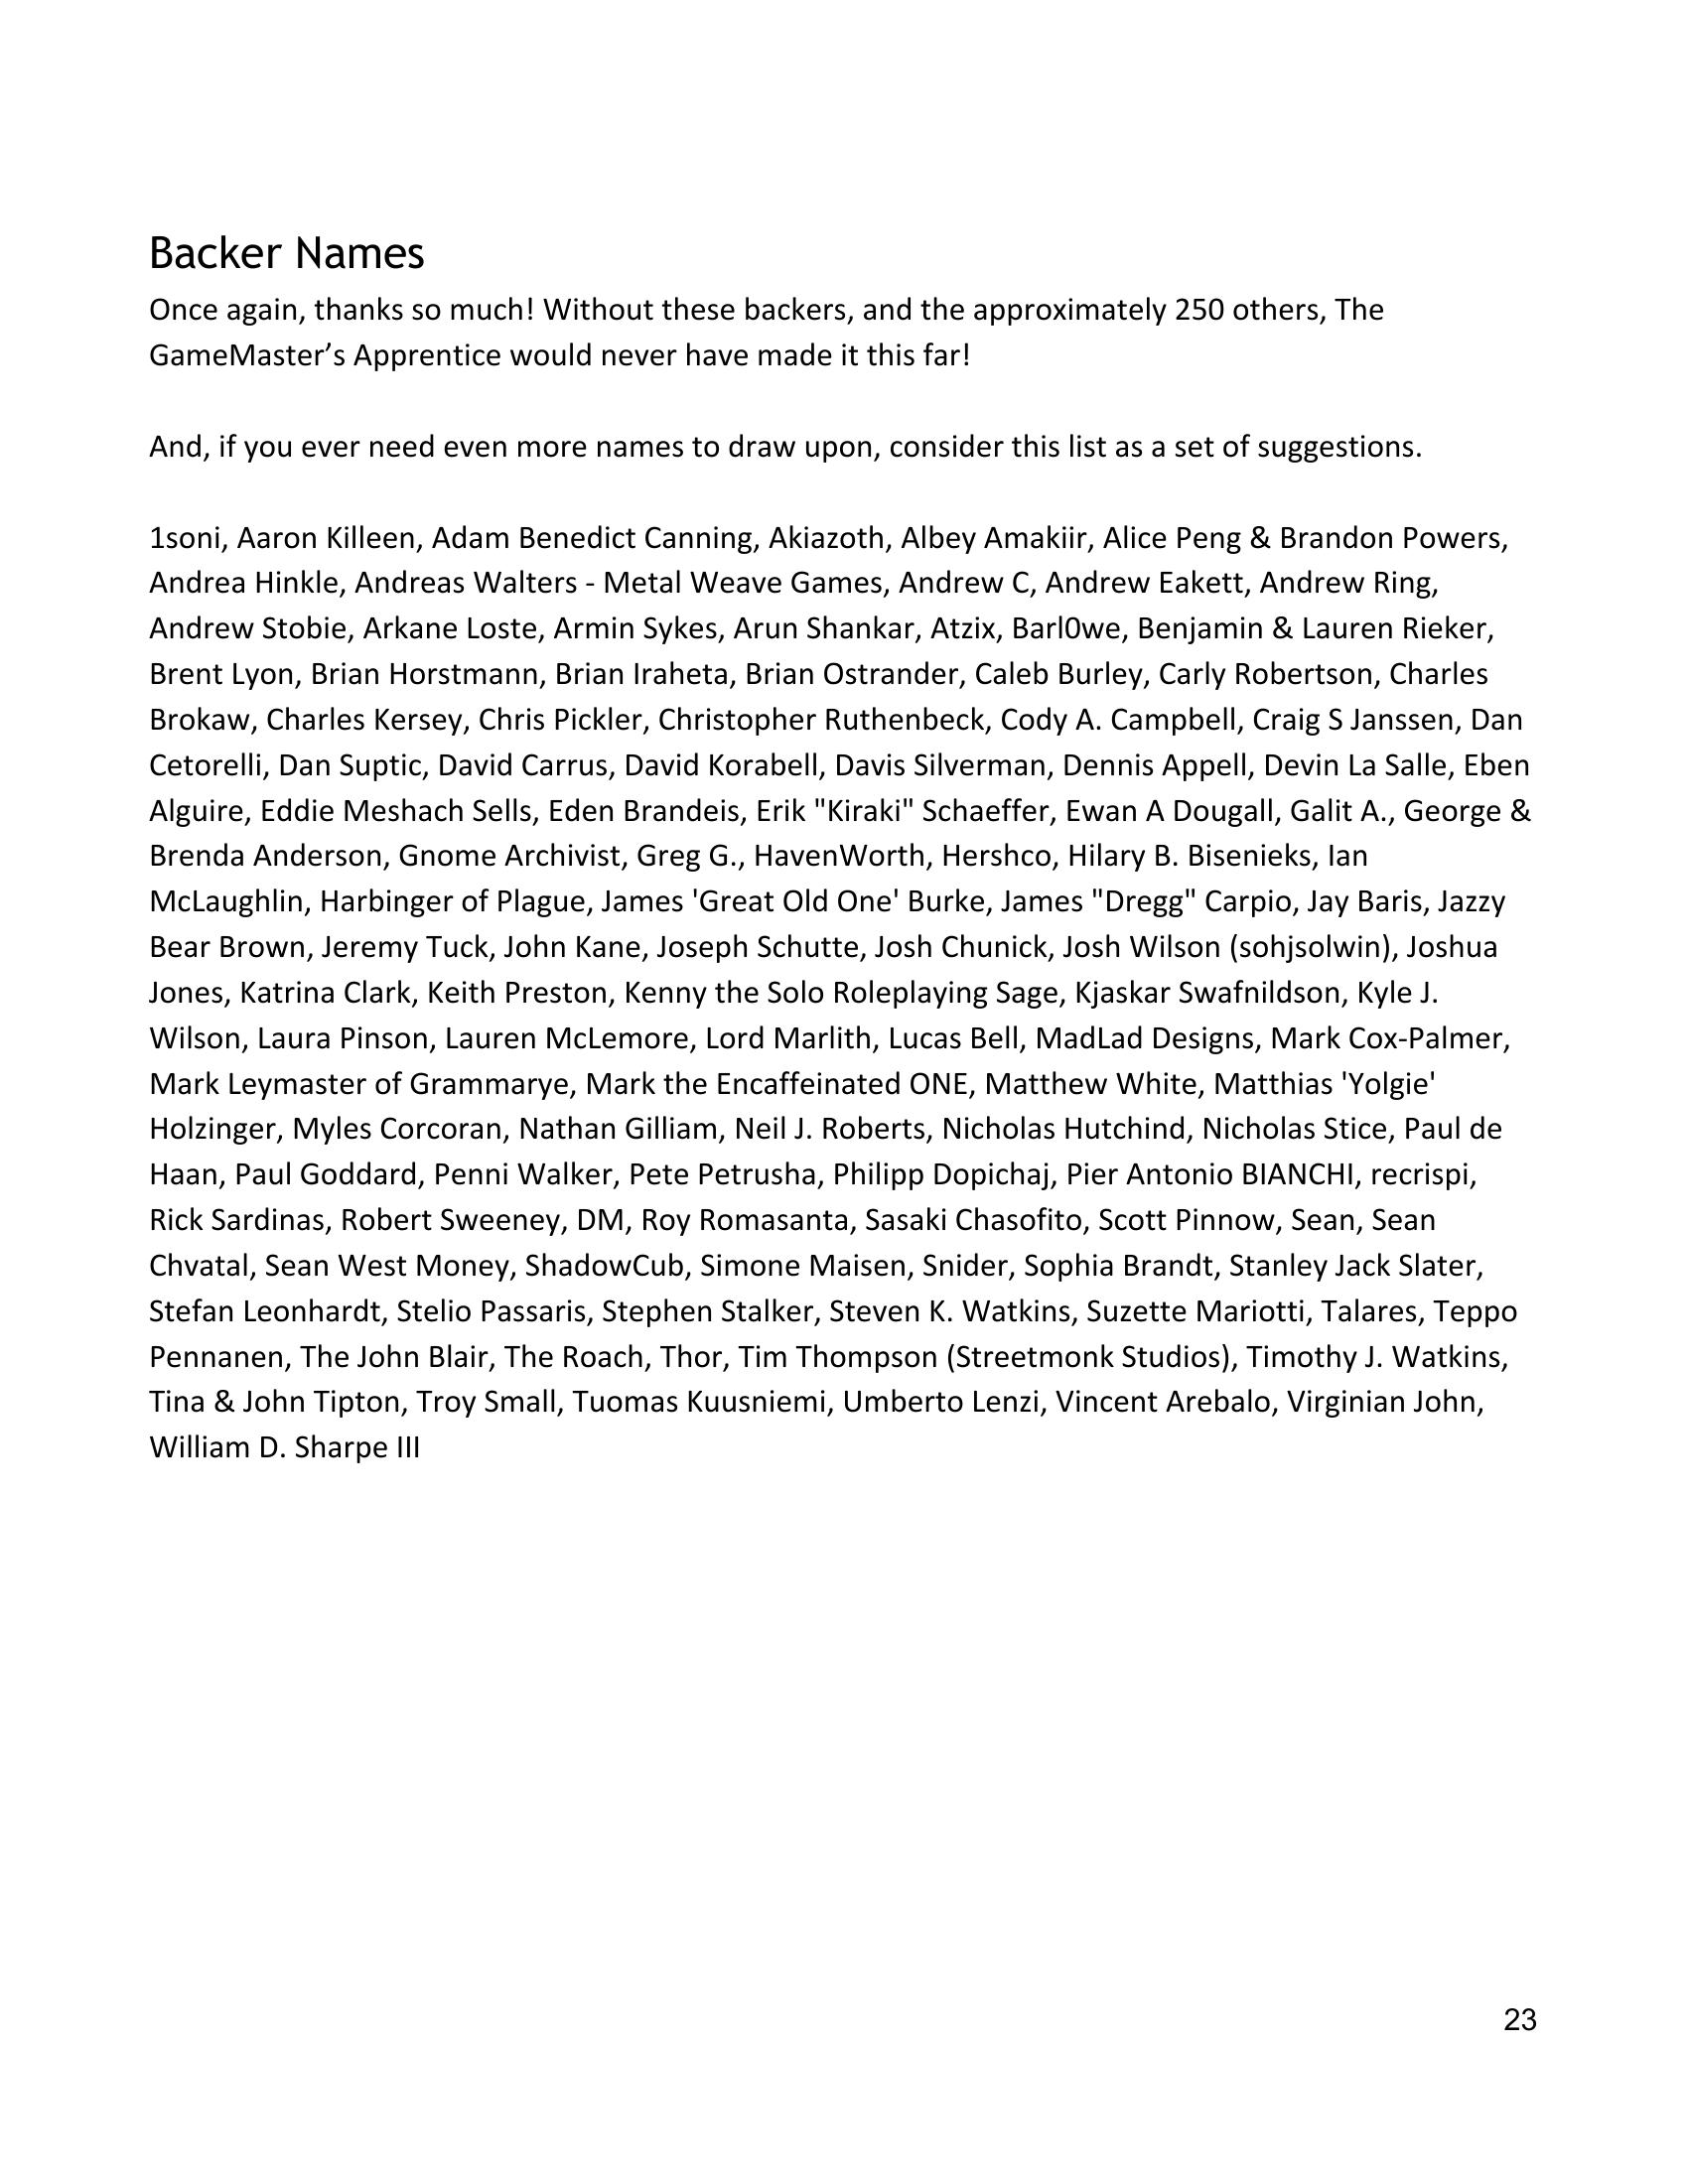 Backer Names
Once again, thanks so much! Without these backers, and the approximately 250 others, The
GameMaster’s Apprentice would never have made it this far!
And, if you ever need even more names to draw upon, consider this list as a set of suggestions.
1soni, Aaron Killeen, Adam Benedict Canning, Akiazoth, Albey Amakiir, Alice Peng & Brandon Powers,
Andrea Hinkle, Andreas Walters - Metal Weave Games, Andrew C, Andrew Eakett, Andrew Ring,
Andrew Stobie, Arkane Loste, Armin Sykes, Arun Shankar, Atzix, Barl0we, Benjamin & Lauren Rieker,
Brent Lyon, Brian Horstmann, Brian Iraheta, Brian Ostrander, Caleb Burley, Carly Robertson, Charles
Brokaw, Charles Kersey, Chris Pickler, Christopher Ruthenbeck, Cody A. Campbell, Craig S Janssen, Dan
Cetorelli, Dan Suptic, David Carrus, David Korabell, Davis Silverman, Dennis Appell, Devin La Salle, Eben
Alguire, Eddie Meshach Sells, Eden Brandeis, Erik "Kiraki" Schaeffer, Ewan A Dougall, Galit A., George &
Brenda Anderson, Gnome Archivist, Greg G., HavenWorth, Hershco, Hilary B. Bisenieks, Ian
McLaughlin, Harbinger of Plague, James 'Great Old One' Burke, James "Dregg" Carpio, Jay Baris, Jazzy
Bear Brown, Jeremy Tuck, John Kane, Joseph Schutte, Josh Chunick, Josh Wilson (sohjsolwin), Joshua
Jones, Katrina Clark, Keith Preston, Kenny the Solo Roleplaying Sage, Kjaskar Swafnildson, Kyle J.
Wilson, Laura Pinson, Lauren McLemore, Lord Marlith, Lucas Bell, MadLad Designs, Mark Cox-Palmer,
Mark Leymaster of Grammarye, Mark the Encaffeinated ONE, Matthew White, Matthias 'Yolgie'
Holzinger, Myles Corcoran, Nathan Gilliam, Neil J. Roberts, Nicholas Hutchind, Nicholas Stice, Paul de
Haan, Paul Goddard, Penni Walker, Pete Petrusha, Philipp Dopichaj, Pier Antonio BIANCHI, recrispi,
Rick Sardinas, Robert Sweeney, DM, Roy Romasanta, Sasaki Chasofito, Scott Pinnow, Sean, Sean
Chvatal, Sean West Money, ShadowCub, Simone Maisen, Snider, Sophia Brandt, Stanley Jack Slater,
Stefan Leonhardt, Stelio Passaris, Stephen Stalker, Steven K. Watkins, Suzette Mariotti, Talares, Teppo
Pennanen, The John Blair, The Roach, Thor, Tim Thompson (Streetmonk Studios), Timothy J. Watkins,
Tina & John Tipton, Troy Small, Tuomas Kuusniemi, Umberto Lenzi, Vincent Arebalo, Virginian John,
William D. Sharpe III
23